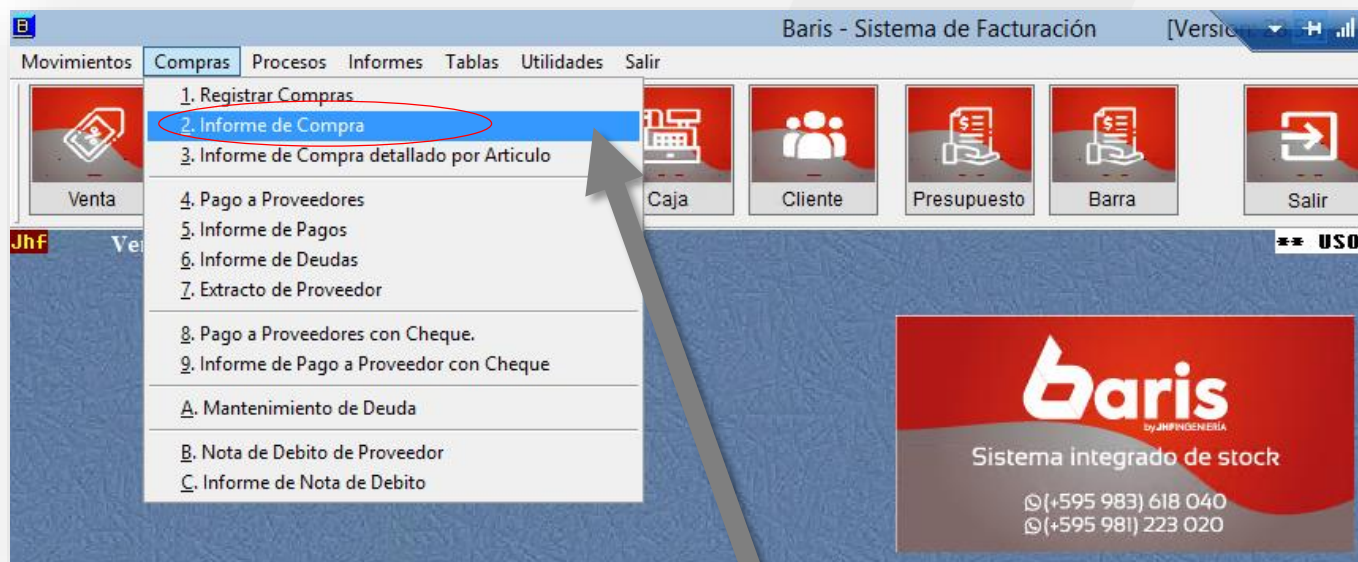 Baris - Sistema de Facturación [Version:
Movimientos Compras Procesos Informes Tablas Utilidades Salir
1. Registrar Compras
2. Informe de Compra
3. Informe de Compra detallado por Articulo
4. Pago a Proveedores
5. Informe de Pagos
6. Informe de Deudas
7. Extracto de Proveedor
8. Pago a Proveedores con Cheque.
9. Informe de Pago a Proveedor con Cheque
A. Mantenimiento de Deuda
B. Nota de Debito de Proveedor
C. Informe de Nota de Debito
Venta Caja Cliente Presupuesto Barra Salir
Jhf
** USO
baris
by JHF INGENIERÍA
Sistema integrado de stock
(+595 983) 618 040
(+595 981) 223 020